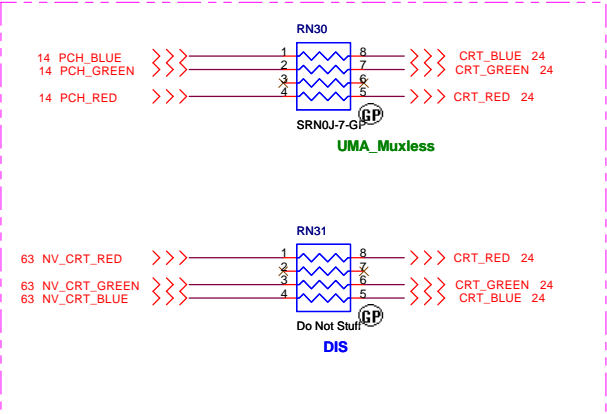 RN30
14 PCH_BLUE 1 8 CRT_BLUE 24
14 PCH_GREEN 2 7 CRT_GREEN 24
3 6
14 PCH_RED 4 5 CRT_RED 24
SRN0J-7-GP GP
UMA_Muxless
RN31
63 NV_CRT_RED 1 8 CRT_RED 24
2 7
63 NV_CRT_GREEN 3 6 CRT_GREEN 24
63 NV_CRT_BLUE 4 5 CRT_BLUE 24
Do Not Stuff GP
DIS